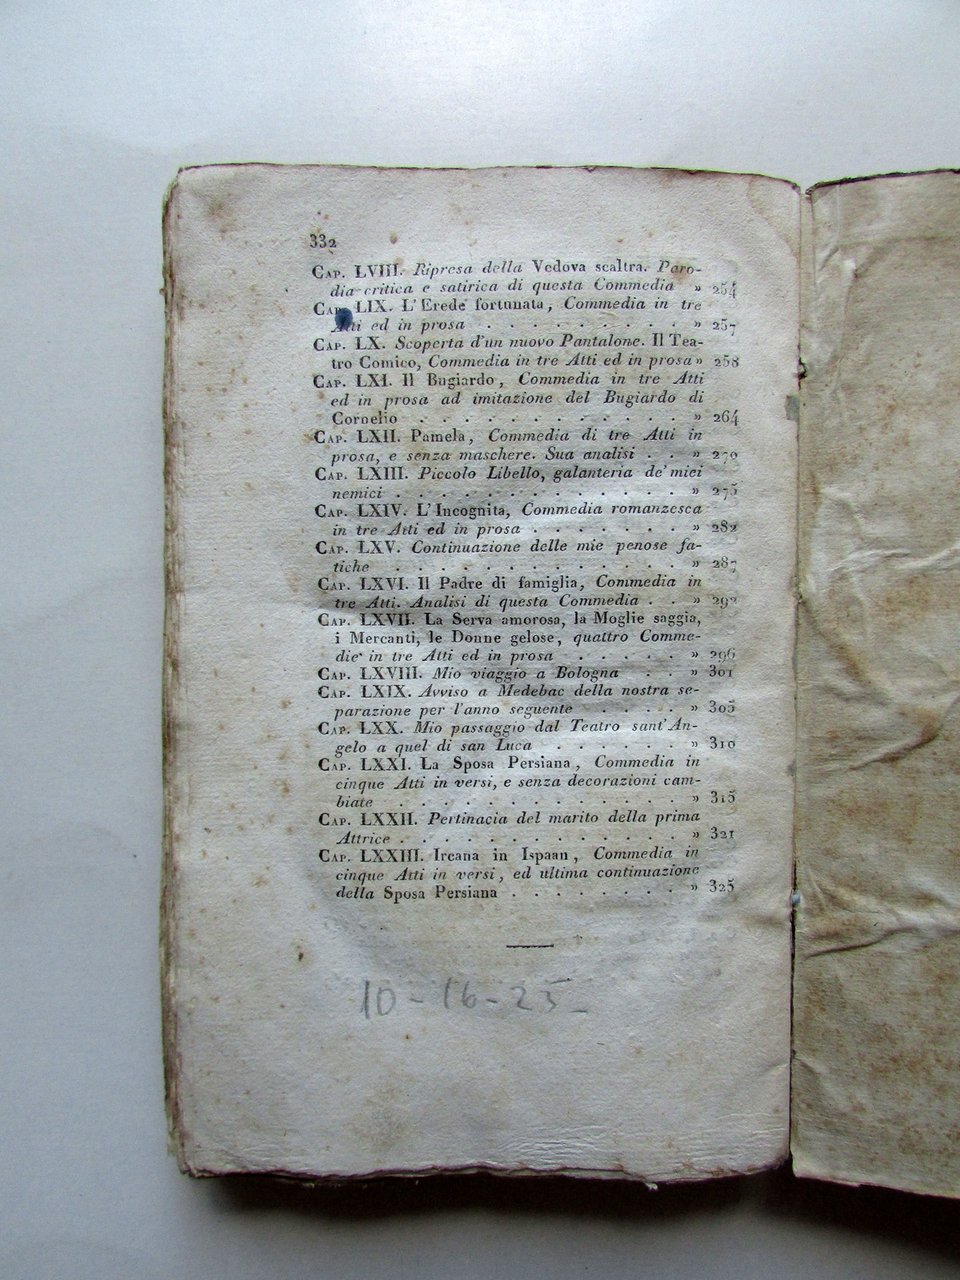 332
CAP. LVIII. Ripresa della Vedova scaltra. Paro-
dia critica e satirica di questa Commedia » 254
CAP. LIX. L'Erede fortunata, Commedia in tre
Atti ed in prosa . . . . . . . . . . » 257
CAP. LX. Scoperta d'un nuovo Pantalone. Il Tea-
tro Comico, Commedia in tre Atti ed in prosa » 258
CAP. LXI. Il Bugiardo, Commedia in tre Atti
ed in prosa ad imitazione del Bugiardo di
Cornelio . . . . . . . . . . . . . » 264
CAP. LXII. Pamela, Commedia di tre Atti in
prosa, e senza maschere. Sua analisi . . . » 270
CAP. LXIII. Piccolo Libello, galanteria de' miei
nemici . . . . . . . . . . . . . . » 275
CAP. LXIV. L'Incognita, Commedia romanzesca
in tre Atti ed in prosa . . . . . . . . » 282
CAP. LXV. Continuazione delle mie penose fa-
tiche . . . . . . . . . . . . . . » 287
CAP. LXVI. Il Padre di famiglia, Commedia in
tre Atti. Analisi di questa Commedia . . » 292
CAP. LXVII. La Serva amorosa, la Moglie saggia,
i Mercanti, le Donne gelose, quattro Comme-
die in tre Atti ed in prosa . . . . . . » 296
CAP. LXVIII. Mio viaggio a Bologna . . . » 301
CAP. LXIX. Avviso a Medebac della nostra se-
parazione per l'anno seguente . . . . . » 305
CAP. LXX. Mio passaggio dal Teatro sant'An-
gelo a quel di san Luca . . . . . . . » 310
CAP. LXXI. La Sposa Persiana, Commedia in
cinque Atti in versi, e senza decorazioni cam-
biate . . . . . . . . . . . . . . » 315
CAP. LXXII. Pertinacia del marito della prima
Attrice . . . . . . . . . . . . . . » 321
CAP. LXXIII. Ircana in Ispaan, Commedia in
cinque Atti in versi, ed ultima continuazione
della Sposa Persiana . . . . . . . . . » 325
10-16-25-